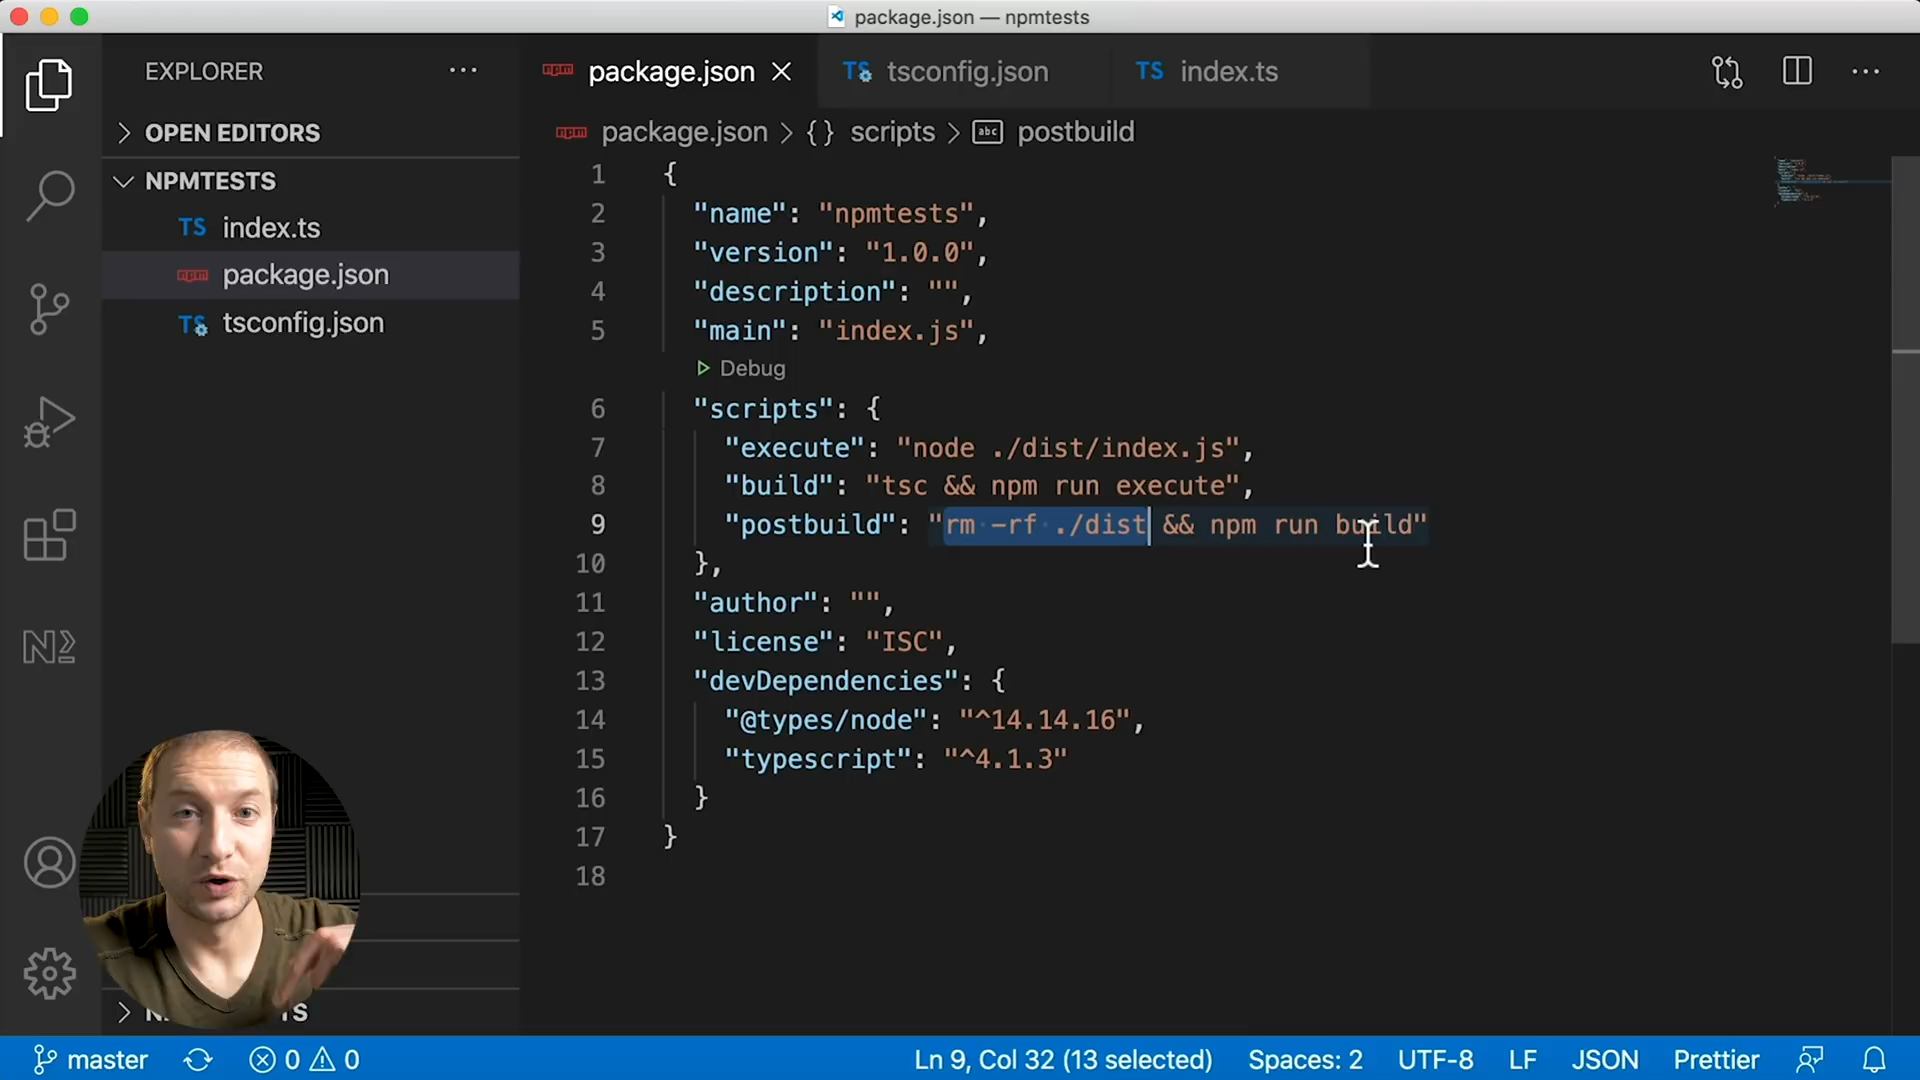 package.json — npmtests
EXPLORER
package.json
tsconfig.json
index.ts
OPEN EDITORS
package.json > {} scripts > abc postbuild
NPMTESTS
index.ts
package.json
tsconfig.json
1 {
2 "name": "npmtests",
3 "version": "1.0.0",
4 "description": "",
5 "main": "index.js",
Debug
6 "scripts": {
7 "execute": "node ./dist/index.js",
8 "build": "tsc && npm run execute",
9 "postbuild": "rm -rf ./dist && npm run build"
10 },
11 "author": "",
12 "license": "ISC",
13 "devDependencies": {
14 "@types/node": "^14.14.16",
15 "typescript": "^4.1.3"
16 }
17 }
18
master 0 0 Ln 9, Col 32 (13 selected) Spaces: 2 UTF-8 LF JSON Prettier